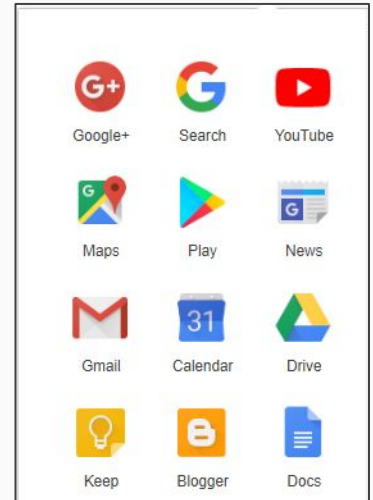 G+ G
Google+ Search YouTube
G G
Maps Play News
31
Gmail Calendar Drive
B
Keep Blogger Docs